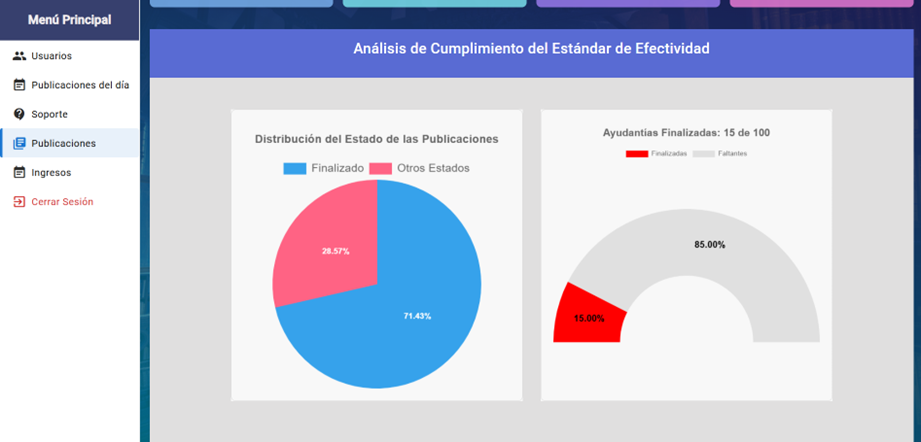 Menú Principal
Usuarios
Publicaciones del día
Soporte
Publicaciones
Ingresos
Cerrar Sesión
Análisis de Cumplimiento del Estándar de Efectividad
Distribución del Estado de las Publicaciones
Finalizado Otros Estados
28.57%
71.43%
Ayudantias Finalizadas: 15 de 100
Finalizadas Faltantes
85.00%
15.00%